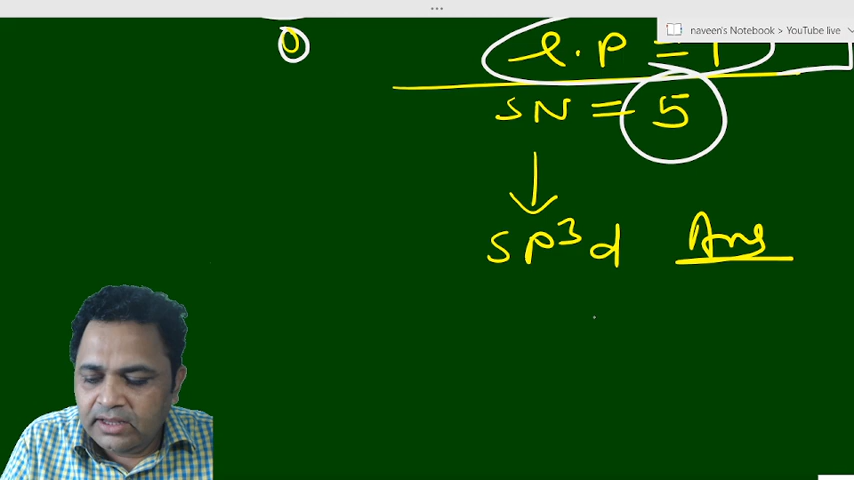 naveen's Notebook > YouTube live
l.p = 1
0
SN = 5
↓
sp³d Ans